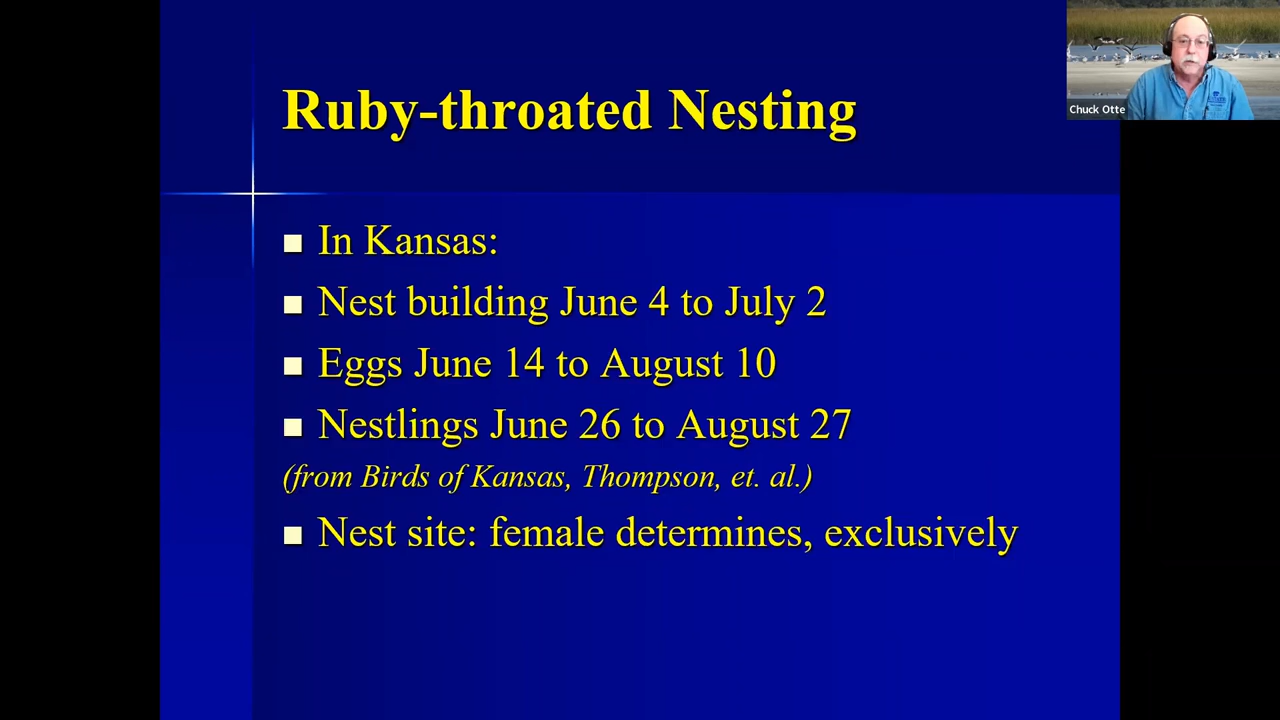 Ruby-throated Nesting
In Kansas:
Nest building June 4 to July 2
Eggs June 14 to August 10
Nestlings June 26 to August 27
(from Birds of Kansas, Thompson, et. al.)
Nest site: female determines, exclusively
Chuck Otte